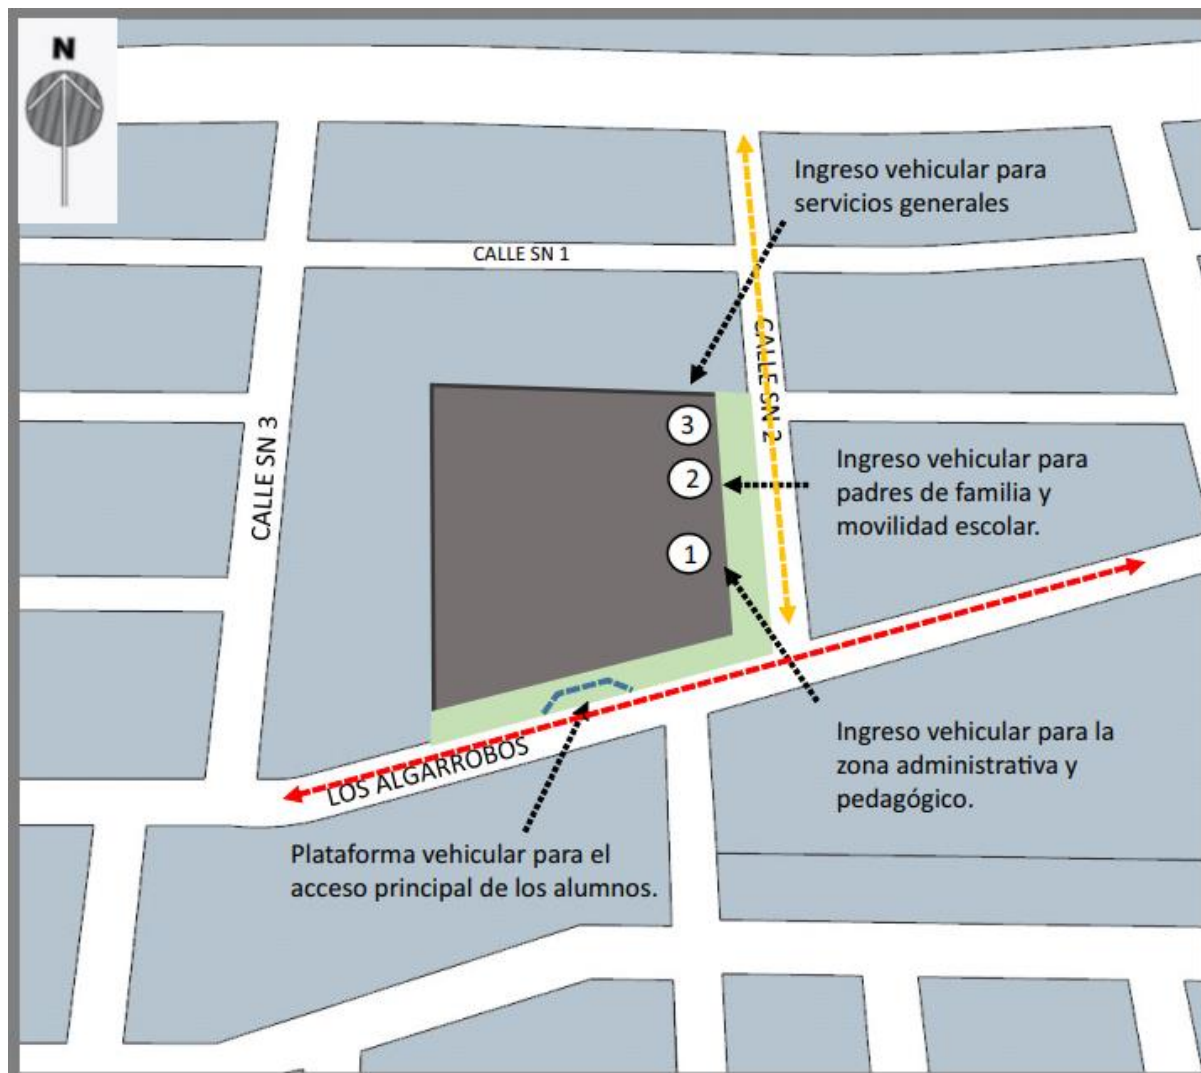 N
Ingreso vehicular para
servicios generales
CALLE SN 1
CALLE SN 2
CALLE SN 3
3
2
1
Ingreso vehicular para
padres de familia y
movilidad escolar.
Ingreso vehicular para la
zona administrativa y
pedagógico.
LOS ALGARROBOS
Plataforma vehicular para el
acceso principal de los alumnos.